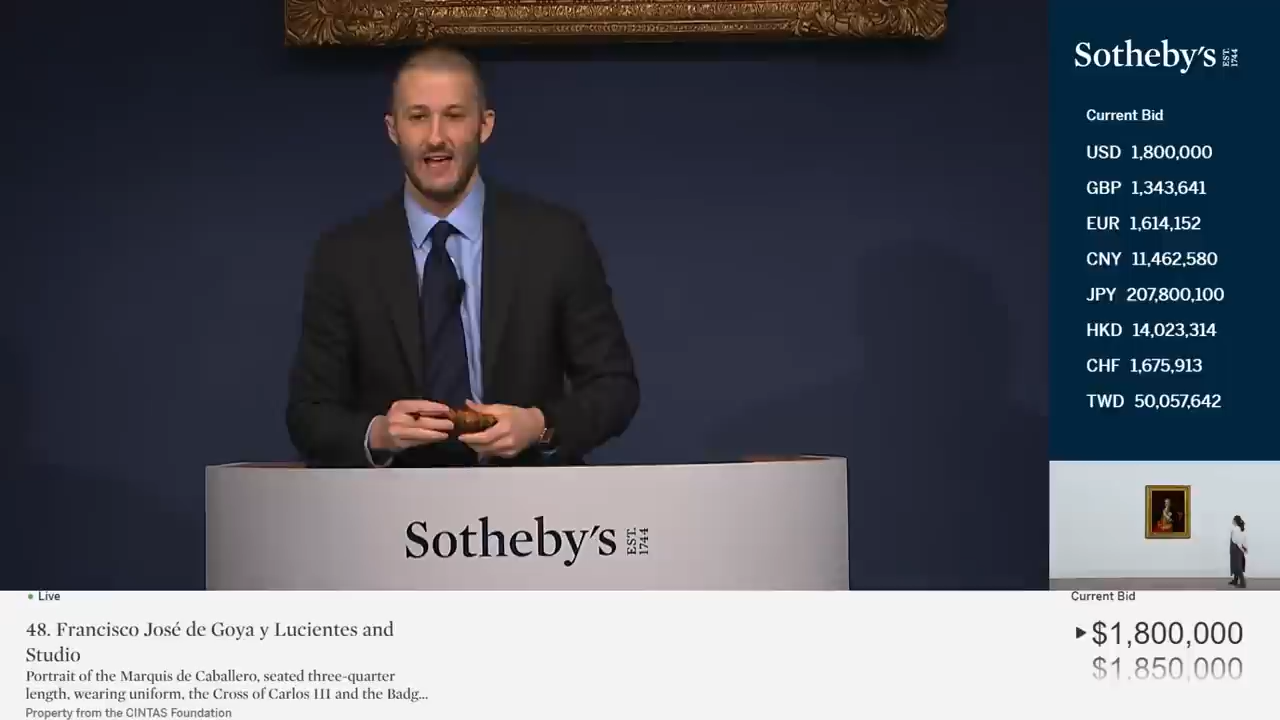 Sotheby's EST. 1744
Current Bid
USD 1,800,000
GBP 1,343,641
EUR 1,614,152
CNY 11,462,580
JPY 207,800,100
HKD 14,023,314
CHF 1,675,913
TWD 50,057,642
Sotheby's EST. 1744
Live
48. Francisco José de Goya y Lucientes and
Studio
Portrait of the Marquis de Caballero, seated three-quarter
length, wearing uniform, the Cross of Carlos III and the Badg...
Property from the CINTAS Foundation
Current Bid
$1,800,000
$1,850,000